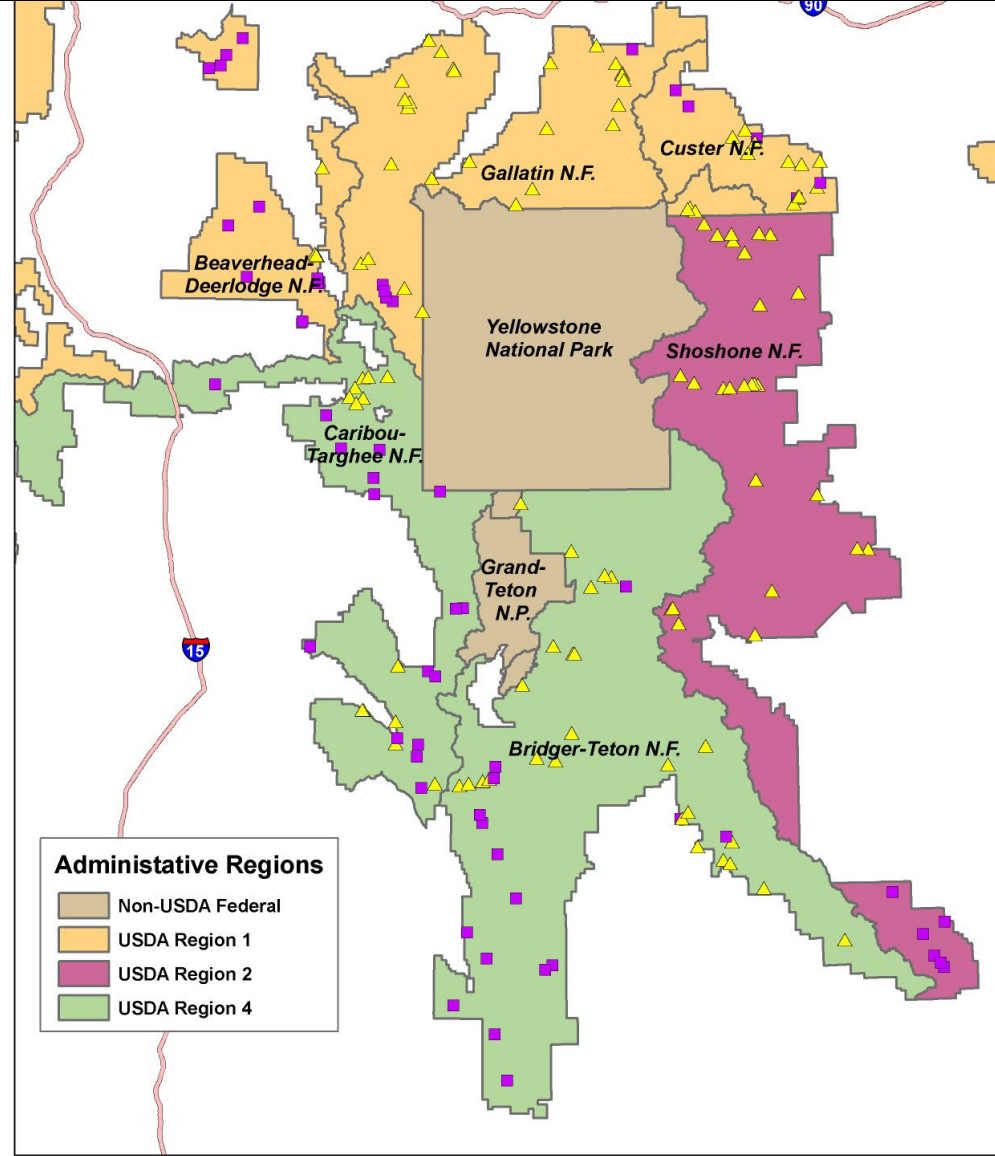 90
Custer N.F.
Gallatin N.F.
Beaverhead-
Deerlodge N.F.
Yellowstone
National Park
Shoshone N.F.
Caribou-
Targhee N.F.
Grand-
Teton
N.P.
15
Bridger-Teton N.F.
Administative Regions
Non-USDA Federal
USDA Region 1
USDA Region 2
USDA Region 4